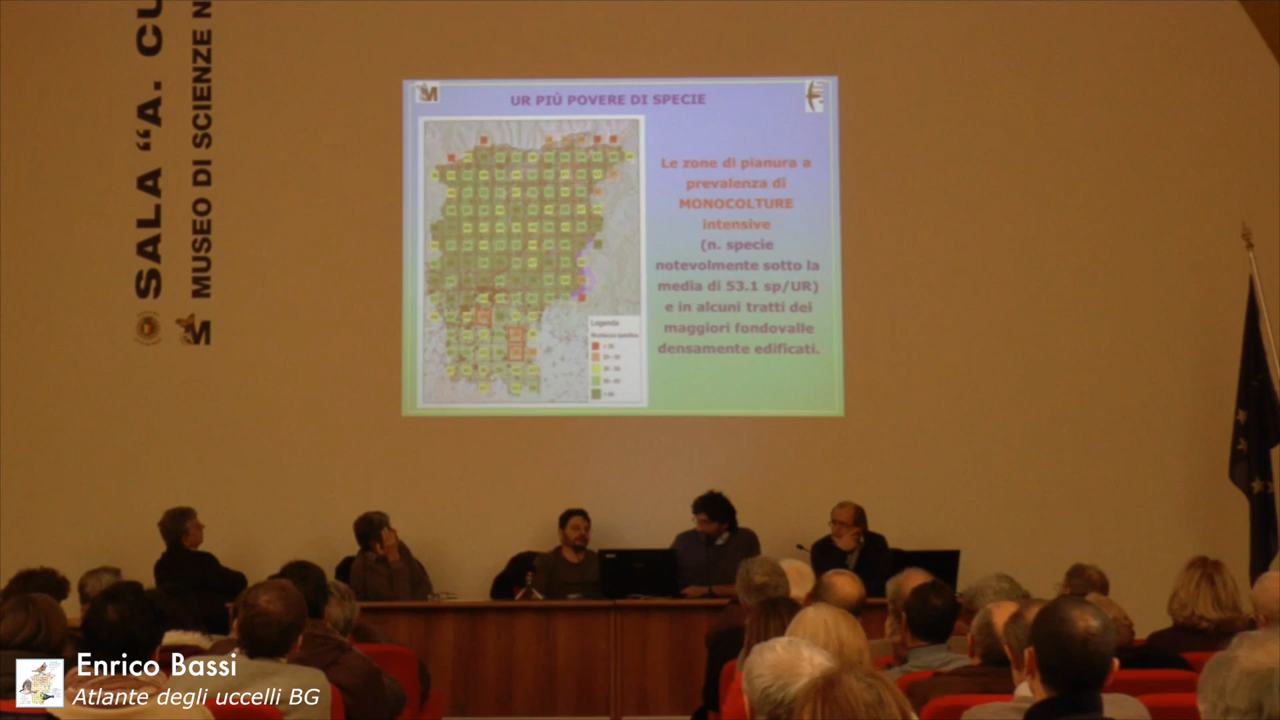 SALA “A. CU
MUSEO DI SCIENZE N
UR PIÙ POVERE DI SPECIE
Le zone di pianura a
prevalenza di
MONOCOLTURE
intensive
(n. specie
notevolmente sotto la
media di 53.1 sp/UR)
e in alcuni tratti dei
maggiori fondovalle
densamente edificati.
Legenda
Enrico Bassi
Atlante degli uccelli BG